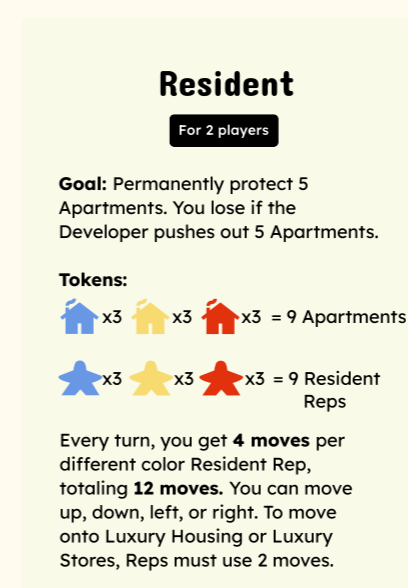 Resident
For 2 players
Goal: Permanently protect 5
Apartments. You lose if the
Developer pushes out 5 Apartments.
Tokens:
x3 x3 x3 = 9 Apartments
x3 x3 x3 = 9 Resident
Reps
Every turn, you get 4 moves per
different color Resident Rep,
totaling 12 moves. You can move
up, down, left, or right. To move
onto Luxury Housing or Luxury
Stores, Reps must use 2 moves.